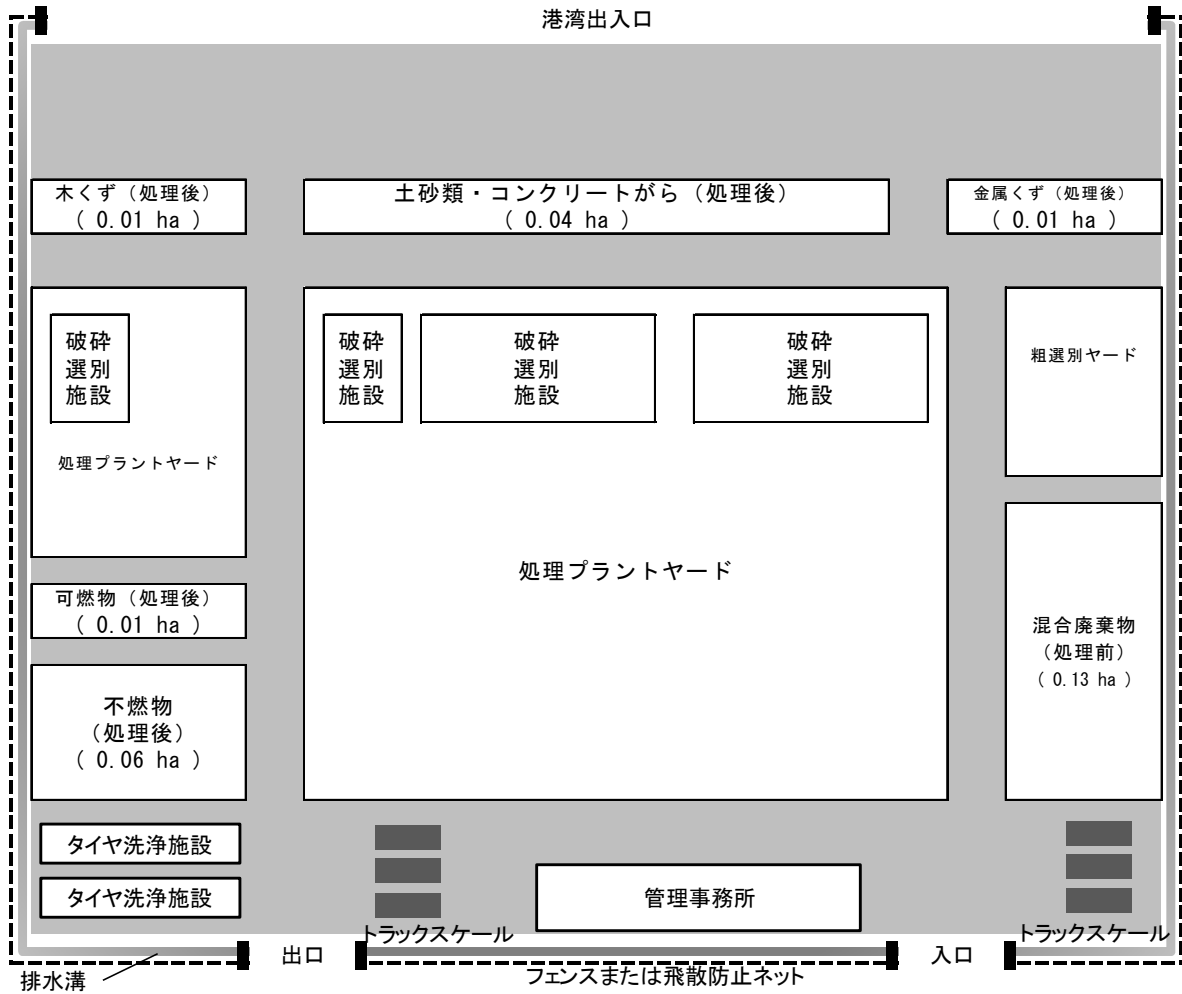 港湾出入口
木くず（処理後）
（ 0.01 ha ）
土砂類・コンクリートがら（処理後）
（ 0.04 ha ）
金属くず（処理後）
（ 0.01 ha ）
破砕
選別
施設
処理プラントヤード
破砕
選別
施設
破砕
選別
施設
破砕
選別
施設
処理プラントヤード
粗選別ヤード
可燃物（処理後）
（ 0.01 ha ）
混合廃棄物
（処理前）
（ 0.13 ha ）
不燃物
（処理後）
（ 0.06 ha ）
タイヤ洗浄施設
タイヤ洗浄施設
管理事務所
トラックスケール
トラックスケール
出口
入口
排水溝
フェンスまたは飛散防止ネット